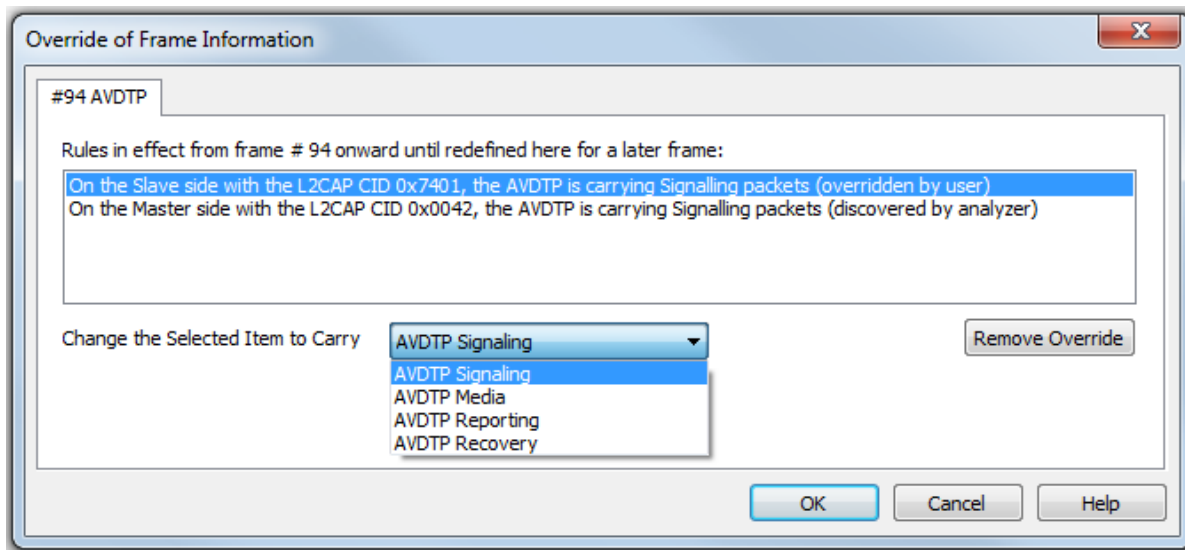 Override of Frame Information
#94 AVDTP
Rules in effect from frame # 94 onward until redefined here for a later frame:
On the Slave side with the L2CAP CID 0x7401, the AVDTP is carrying Signalling packets (overridden by user)
On the Master side with the L2CAP CID 0x0042, the AVDTP is carrying Signalling packets (discovered by analyzer)
Change the Selected Item to Carry AVDTP Signaling Remove Override
AVDTP Signaling
AVDTP Media
AVDTP Reporting
AVDTP Recovery
OK Cancel Help